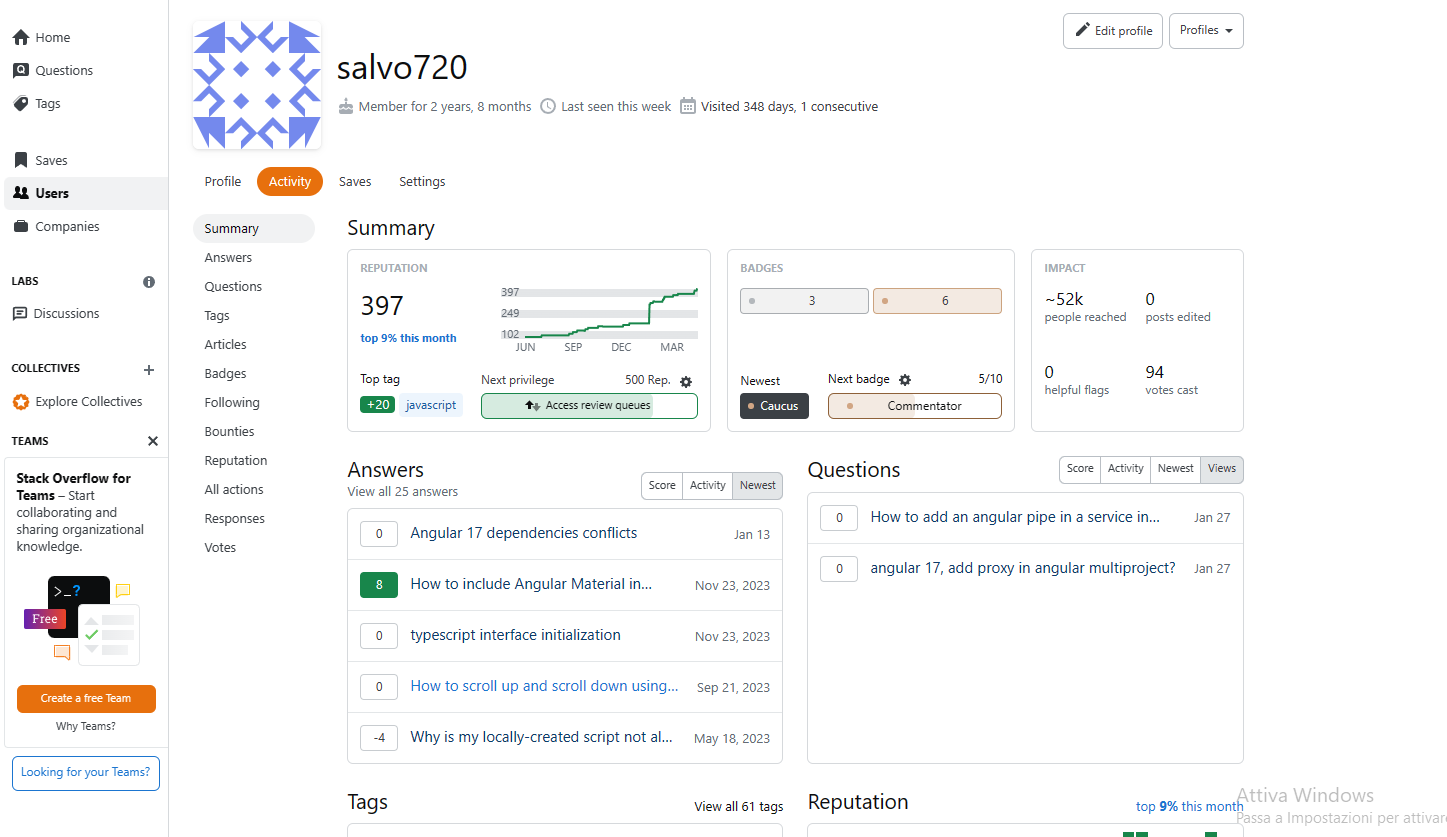 Home
Questions
Tags
Saves
Users
Companies
LABS
Discussions
COLLECTIVES
Explore Collectives
TEAMS
Stack Overflow for
Teams – Start
collaborating and
sharing organizational
knowledge.
>_?
Free
Create a free Team
Why Teams?
Looking for your Teams?
Edit profile
Profiles
salvo720
Member for 2 years, 8 months Last seen this week Visited 348 days, 1 consecutive
Profile Activity Saves Settings
Summary
Answers
Questions
Tags
Articles
Badges
Following
Bounties
Reputation
All actions
Responses
Votes
Summary
REPUTATION
397
top 9% this month
397
249
102
JUN SEP DEC MAR
Top tag
+20 javascript
Next privilege 500 Rep.
Access review queues
BADGES
3 6
Newest
Caucus
Next badge 5/10
Commentator
IMPACT
~52k
people reached
0
posts edited
0
helpful flags
94
votes cast
Answers
View all 25 answers
Score Activity Newest
0 Angular 17 dependencies conflicts Jan 13
8 How to include Angular Material in... Nov 23, 2023
0 typescript interface initialization Nov 23, 2023
0 How to scroll up and scroll down using... Sep 21, 2023
-4 Why is my locally-created script not al... May 18, 2023
Questions
Score Activity Newest Views
0 How to add an angular pipe in a service in... Jan 27
0 angular 17, add proxy in angular multiproject? Jan 27
Tags
View all 61 tags
Reputation
top 9% this month
Attiva Windows
Passa a Impostazioni per attivare